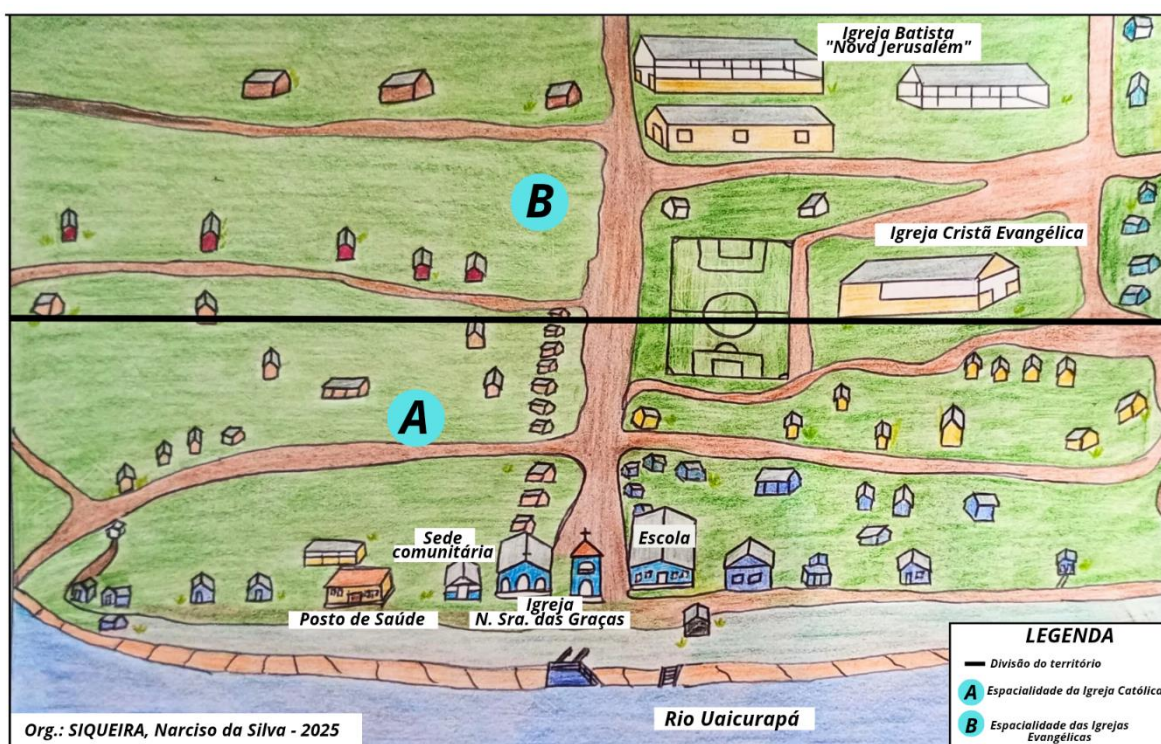 Igreja Batista
"Nova Jerusalém"
B
Igreja Cristã Evangélica
A
Sede
comunitária
Escola
Posto de Saúde
Igreja
N. Sra. das Graças
LEGENDA
Divisão do território
A Espacialidade da Igreja Católica
B Espacialidade das Igrejas
Evangélicas
Rio Uaicurapá
Org.: SIQUEIRA, Narciso da Silva - 2025